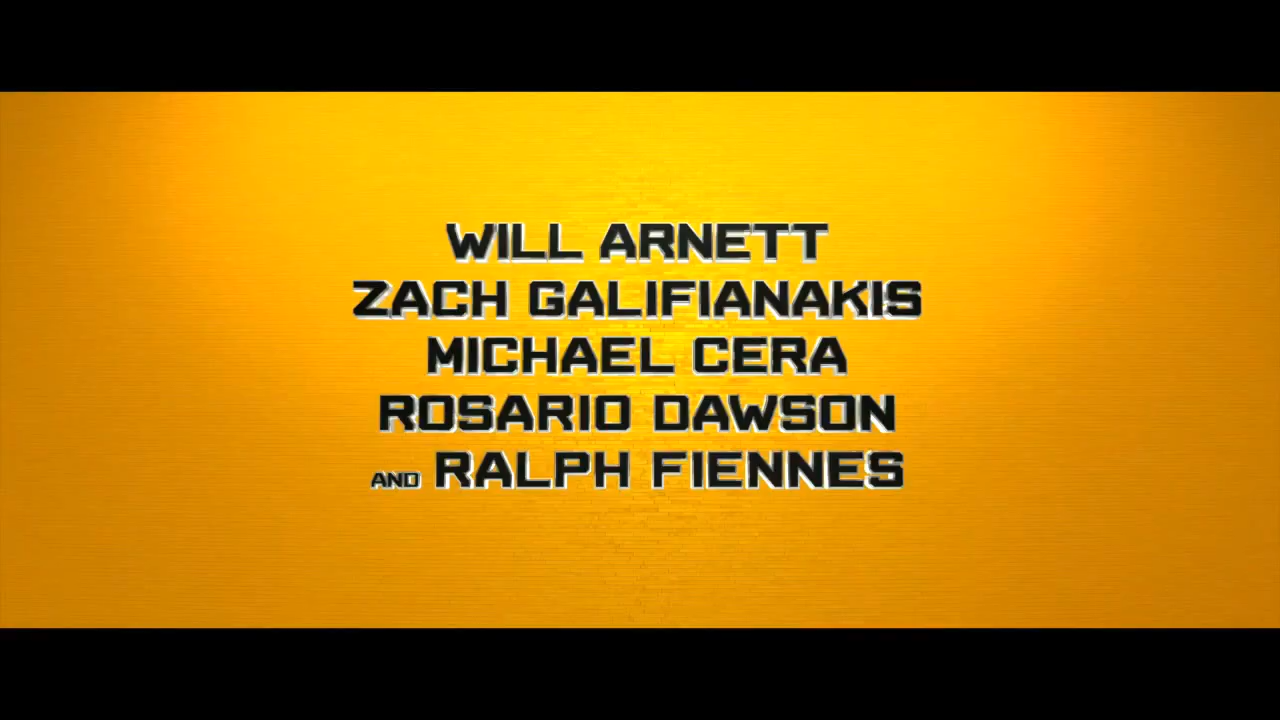 WILL ARNETT
ZACH GALIFIANAKIS
MICHAEL CERA
ROSARIO DAWSON
AND RALPH FIENNES